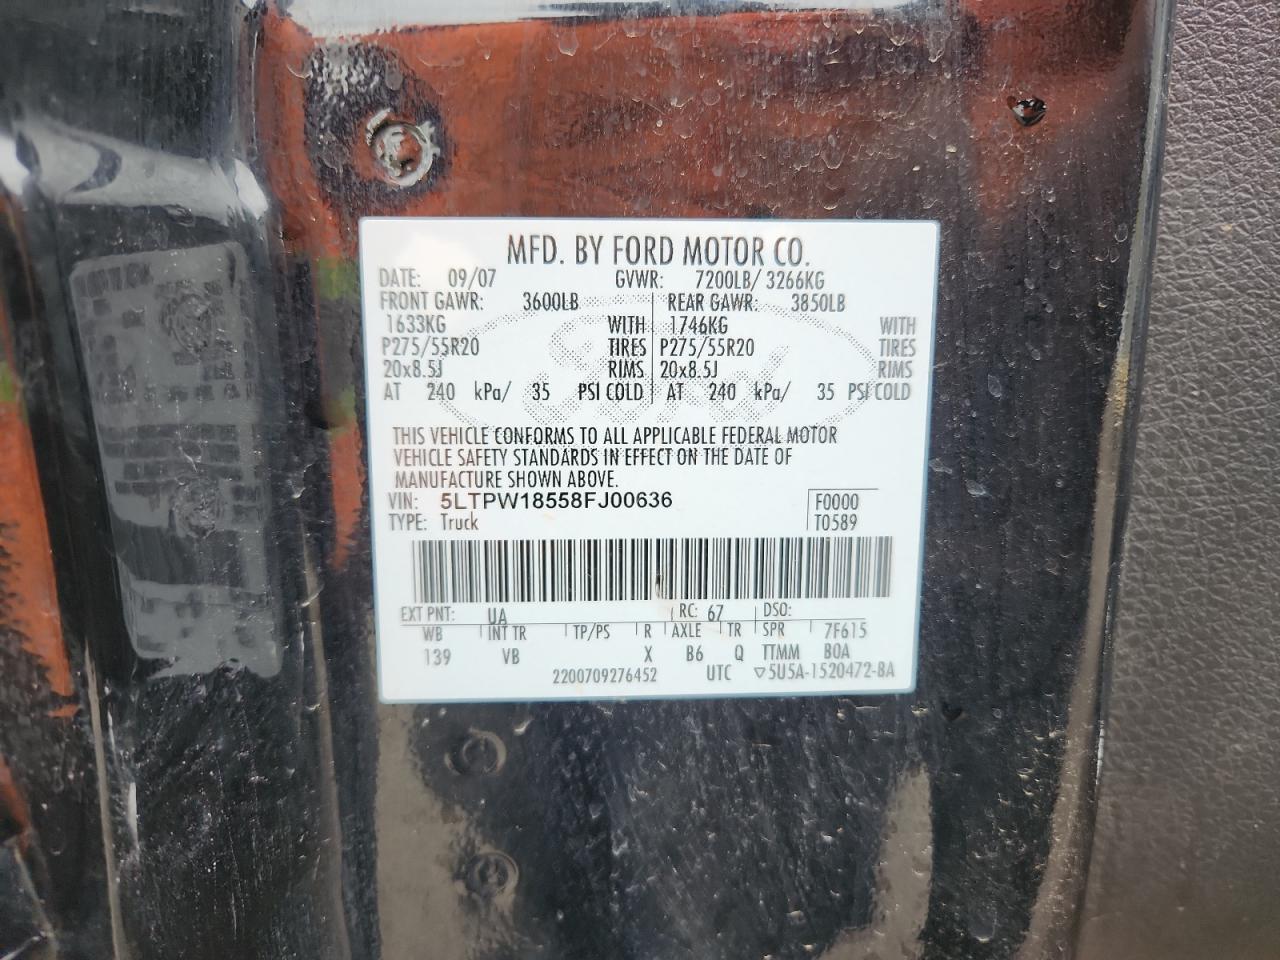 MFD. BY FORD MOTOR CO.
DATE: 09/07 GVWR: 7200LB/ 3266KG
FRONT GAWR: 3600LB REAR GAWR: 3850LB
1633KG WITH 1746KG WITH
P275/55R20 TIRES P275/55R20 TIRES
20x8.5J RIMS 20x8.5J RIMS
AT 240 kPa/ 35 PSI COLD AT 240 kPa/ 35 PSI COLD
THIS VEHICLE CONFORMS TO ALL APPLICABLE FEDERAL MOTOR
VEHICLE SAFETY STANDARDS IN EFFECT ON THE DATE OF
MANUFACTURE SHOWN ABOVE.
VIN: 5LTPW18558FJ00636 F0000
TYPE: Truck T0589
EXT PNT: UA RC: 67 DSO:
WB INT TR TP/PS R AXLE TR SPR 7F615
139 VB X B6 Q TTMM BOA
2200709276452 UTC ▽5U5A-1520472-BA